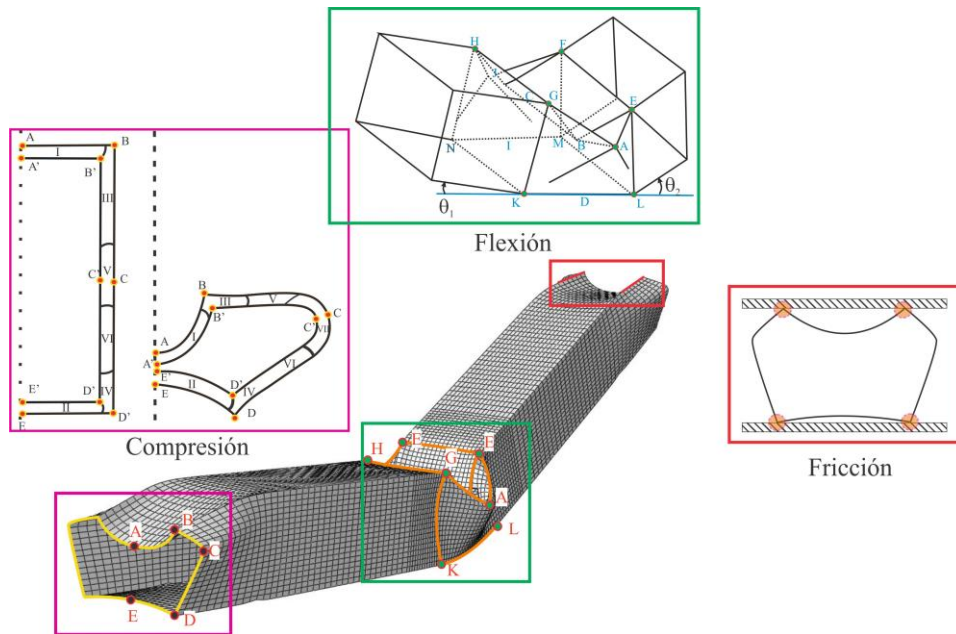 H
F
C
G
E
N
I
M
B
A
θ1
K
D
L
θ2
Flexión
A
B
I
A'
B'
III
C'
V
C
VI
E'
D'
IV
II
E
D'
B
III
V
B'
C
C'
VII
I
A
A'
VI
E'
II
D'
IV
E
D
Compresión
Fricción
H
G
E
A
L
K
A
B
C
E
D